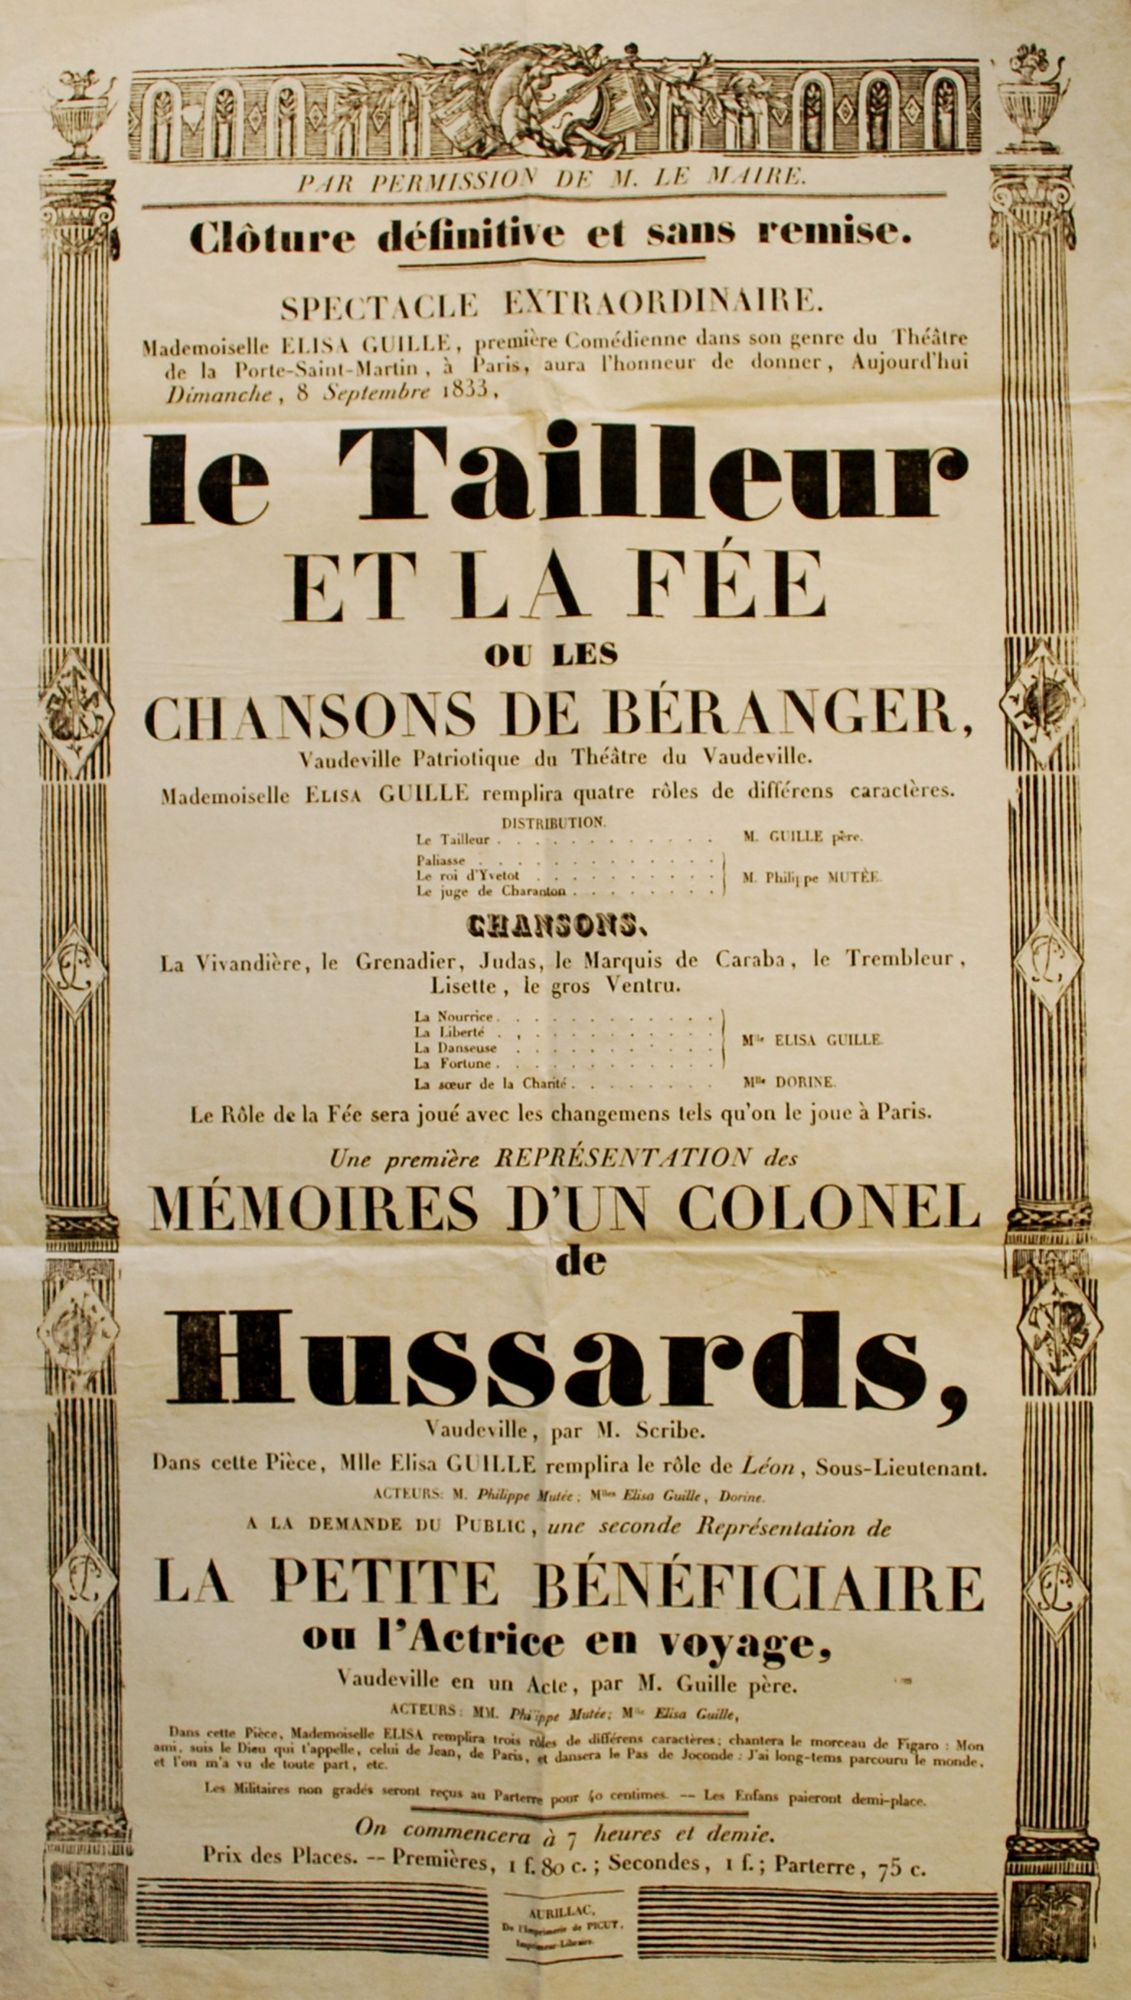 PAR PERMISSION DE M. LE MAIRE.
Clôture définitive et sans remise.
SPECTACLE EXTRAORDINAIRE.
Mademoiselle ELISA GUILLE, première Comédienne dans son genre du Théâtre
de la Porte-Saint-Martin, à Paris, aura l'honneur de donner, Aujourd'hui
Dimanche, 8 Septembre 1833,
le Tailleur
ET LA FÉE
OU LES
CHANSONS DE BÉRANGER,
Vaudeville Patriotique du Théâtre du Vaudeville.
Mademoiselle ELISA GUILLE remplira quatre rôles de différens caractères.
DISTRIBUTION.
Le Tailleur . . . . . . . . . . . . M. GUILLE père.
Paliasse . . . . . . . . . . . .
Le roi d'Yvetot . . . . . . . . . . M. Philippe MUTÉE.
Le juge de Charanton . . . . . . . .
CHANSONS.
La Vivandière, le Grenadier, Judas, le Marquis de Caraba, le Trembleur,
Lisette, le gros Ventru.
La Nourrice . . . . . . . . . . .
La Liberté . . . . . . . . . . .
La Danseuse . . . . . . . . . . Mlle ELISA GUILLE.
La Fortune . . . . . . . . . . .
La sœur de la Charité . . . . . . . Mlle DORINE.
Le Rôle de la Fée sera joué avec les changemens tels qu'on le joue à Paris.
Une première REPRÉSENTATION des
MÉMOIRES D'UN COLONEL
de
Hussards,
Vaudeville, par M. Scribe.
Dans cette Pièce, Mlle Elisa GUILLE remplira le rôle de Léon, Sous-Lieutenant.
ACTEURS: M. Philippe Mutée; Mlles Elisa Guille, Dorine.
A LA DEMANDE DU PUBLIC, une seconde Représentation de
LA PETITE BÉNÉFICIAIRE
ou l'Actrice en voyage,
Vaudeville en un Acte, par M. Guille père.
ACTEURS: MM. Philippe Mutée; Mlle Elisa Guille,
Dans cette Pièce, Mademoiselle ELISA remplira trois rôles de différens caractères; chantera le morceau de Figaro : Mon
ami, suis le Dieu qui t'appelle, celui de Jean, de Paris, et dansera le Pas de Joconde : J'ai long-tems parcouru le monde,
et l'on m'a vu de toute part, etc.
Les Militaires non gradés seront reçus au Parterre pour 40 centimes. -- Les Enfans paieront demi-place.
On commencera à 7 heures et demie.
Prix des Places. -- Premières, 1 f. 80 c.; Secondes, 1 f.; Parterre, 75 c.
AURILLAC,
De l'Imprimerie de PICUT,
Imprimeur-Libraire.